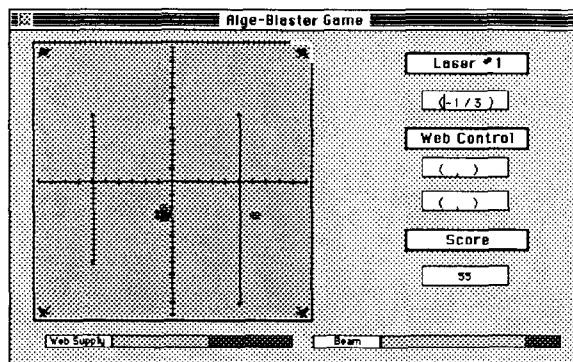 Alge-Blaster Game
Laser #1
(-1/3)
Web Control
( , )
( , )
Score
55
Web Supply
Beam